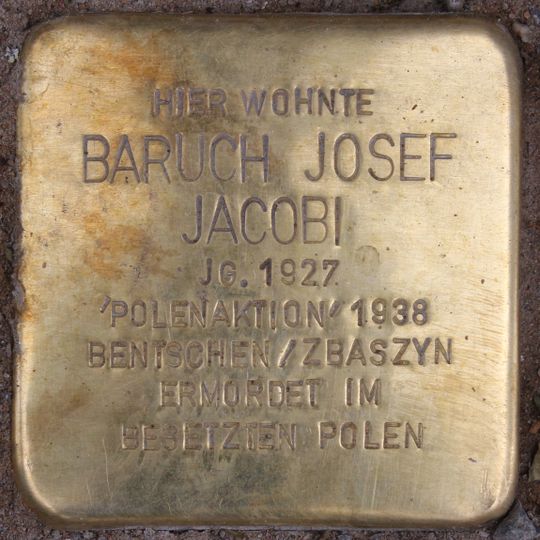 HIER WOHNTE
BARUCH JOSEF
JACOBI
JG. 1927
'POLENAKTION' 1938
BENTSCHEN/ZBASZYN
ERMORDET IM
BESETZTEN POLEN